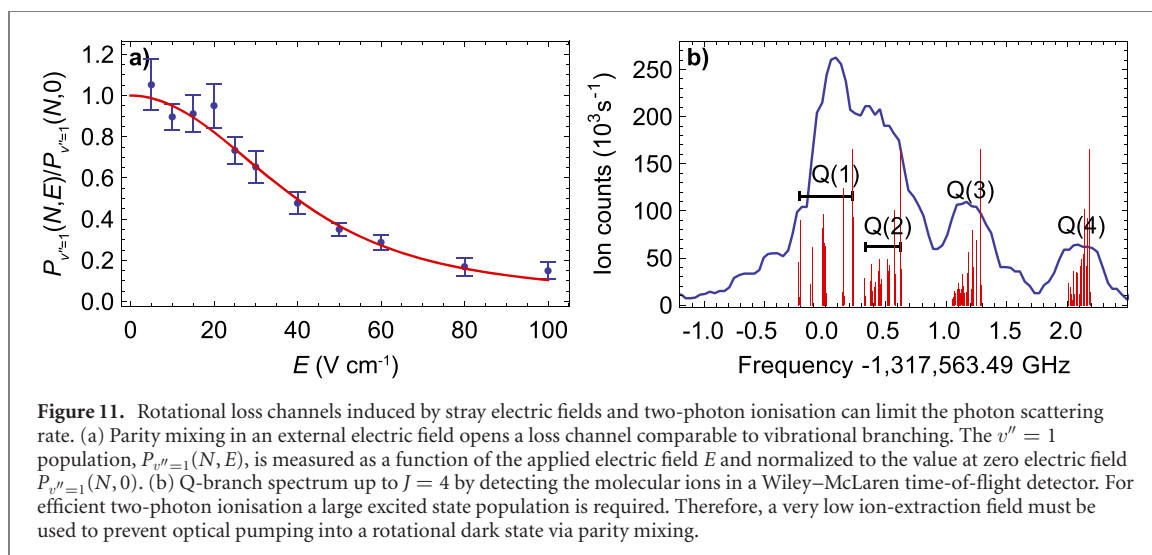 a)
P_{v''=1}(N,E)/P_{v''=1}(N,0)
1.2
1.0
0.8
0.6
0.4
0.2
0.0
0 20 40 60 80 100
E (V cm⁻¹)
b)
Ion counts (10³s⁻¹)
250
200
150
100
50
0
Q(1)
Q(2)
Q(3)
Q(4)
-1.0 -0.5 0.0 0.5 1.0 1.5 2.0
Frequency -1,317,563.49 GHz
Figure 11. Rotational loss channels induced by stray electric fields and two-photon ionisation can limit the photon scattering
rate. (a) Parity mixing in an external electric field opens a loss channel comparable to vibrational branching. The v'' = 1
population, P_{v''=1}(N, E), is measured as a function of the applied electric field E and normalized to the value at zero electric field
P_{v''=1}(N, 0). (b) Q-branch spectrum up to J = 4 by detecting the molecular ions in a Wiley–McLaren time-of-flight detector. For
efficient two-photon ionisation a large excited state population is required. Therefore, a very low ion-extraction field must be
used to prevent optical pumping into a rotational dark state via parity mixing.